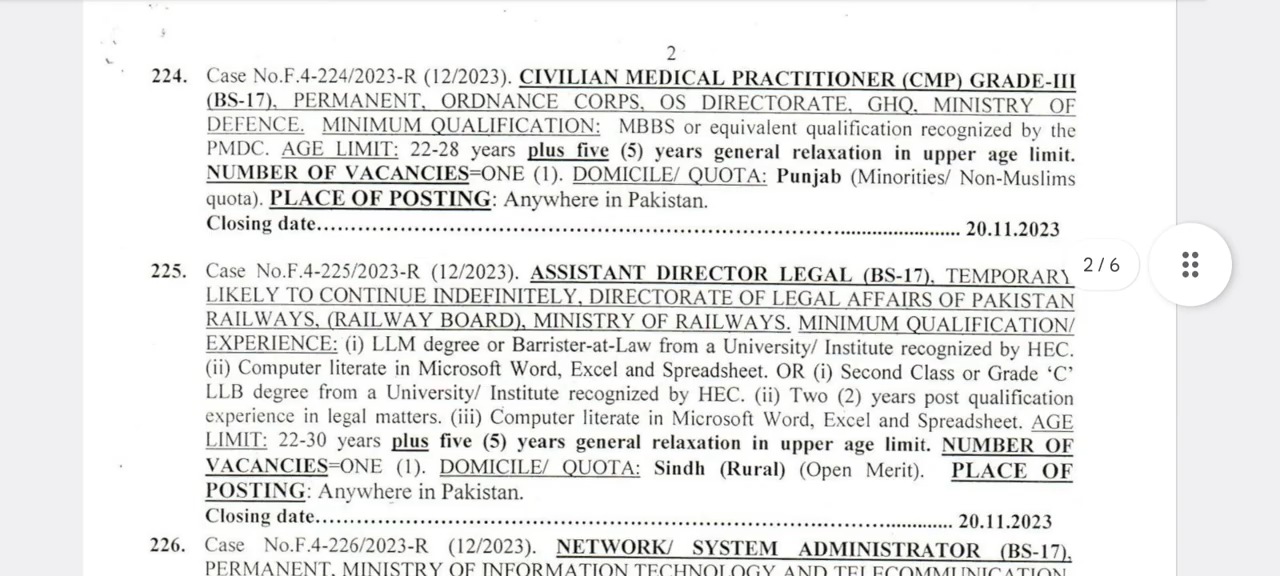 2
224. Case No.F.4-224/2023-R (12/2023). CIVILIAN MEDICAL PRACTITIONER (CMP) GRADE-III
(BS-17), PERMANENT, ORDNANCE CORPS, OS DIRECTORATE, GHQ, MINISTRY OF
DEFENCE. MINIMUM QUALIFICATION: MBBS or equivalent qualification recognized by the
PMDC. AGE LIMIT: 22-28 years plus five (5) years general relaxation in upper age limit.
NUMBER OF VACANCIES=ONE (1). DOMICILE/ QUOTA: Punjab (Minorities/ Non-Muslims
quota). PLACE OF POSTING: Anywhere in Pakistan.
Closing date.................................................................................................................. 20.11.2023
2/6
225. Case No.F.4-225/2023-R (12/2023). ASSISTANT DIRECTOR LEGAL (BS-17), TEMPORARY
LIKELY TO CONTINUE INDEFINITELY, DIRECTORATE OF LEGAL AFFAIRS OF PAKISTAN
RAILWAYS, (RAILWAY BOARD), MINISTRY OF RAILWAYS. MINIMUM QUALIFICATION/
EXPERIENCE: (i) LLM degree or Barrister-at-Law from a University/ Institute recognized by HEC.
(ii) Computer literate in Microsoft Word, Excel and Spreadsheet. OR (i) Second Class or Grade ‘C’
LLB degree from a University/ Institute recognized by HEC. (ii) Two (2) years post qualification
experience in legal matters. (iii) Computer literate in Microsoft Word, Excel and Spreadsheet. AGE
LIMIT: 22-30 years plus five (5) years general relaxation in upper age limit. NUMBER OF
VACANCIES=ONE (1). DOMICILE/ QUOTA: Sindh (Rural) (Open Merit). PLACE OF
POSTING: Anywhere in Pakistan.
Closing date.................................................................................................................. 20.11.2023
226. Case No.F.4-226/2023-R (12/2023). NETWORK/ SYSTEM ADMINISTRATOR (BS-17),
PERMANENT, MINISTRY OF INFORMATION TECHNOLOGY AND TELECOMMUNICATION,